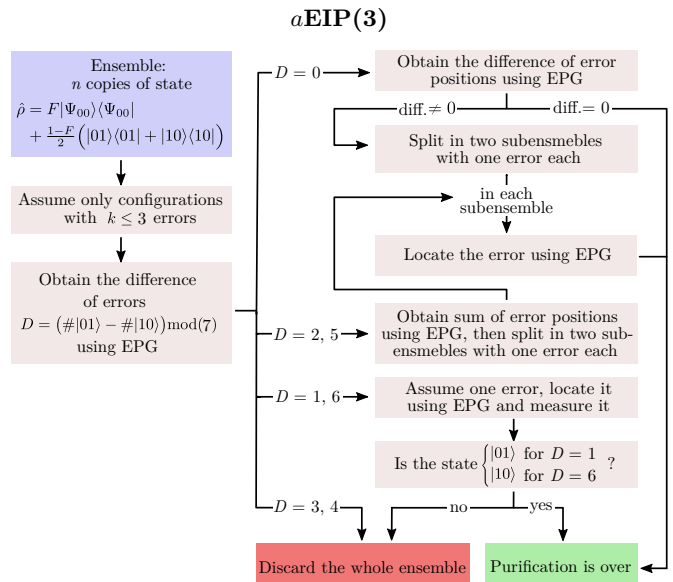 aEIP(3)
Ensemble:
n copies of state
ρ̂ = F|Ψ₀₀⟩⟨Ψ₀₀|
+ (1−F)/2 (|01⟩⟨01| + |10⟩⟨10|)
Assume only configurations
with k ≤ 3 errors
Obtain the difference
of errors
D = (#|01⟩ − #|10⟩)mod(7)
using EPG
D = 0
Obtain the difference of error
positions using EPG
diff.≠ 0
diff.= 0
Split in two subensmebles
with one error each
in each
subensemble
Locate the error using EPG
D = 2, 5
Obtain sum of error positions
using EPG, then split in two sub-
ensmebles with one error each
D = 1, 6
Assume one error, locate it
using EPG and measure it
Is the state { |01⟩ for D = 1
|10⟩ for D = 6 ?
D = 3, 4
no
yes
Discard the whole ensemble
Purification is over